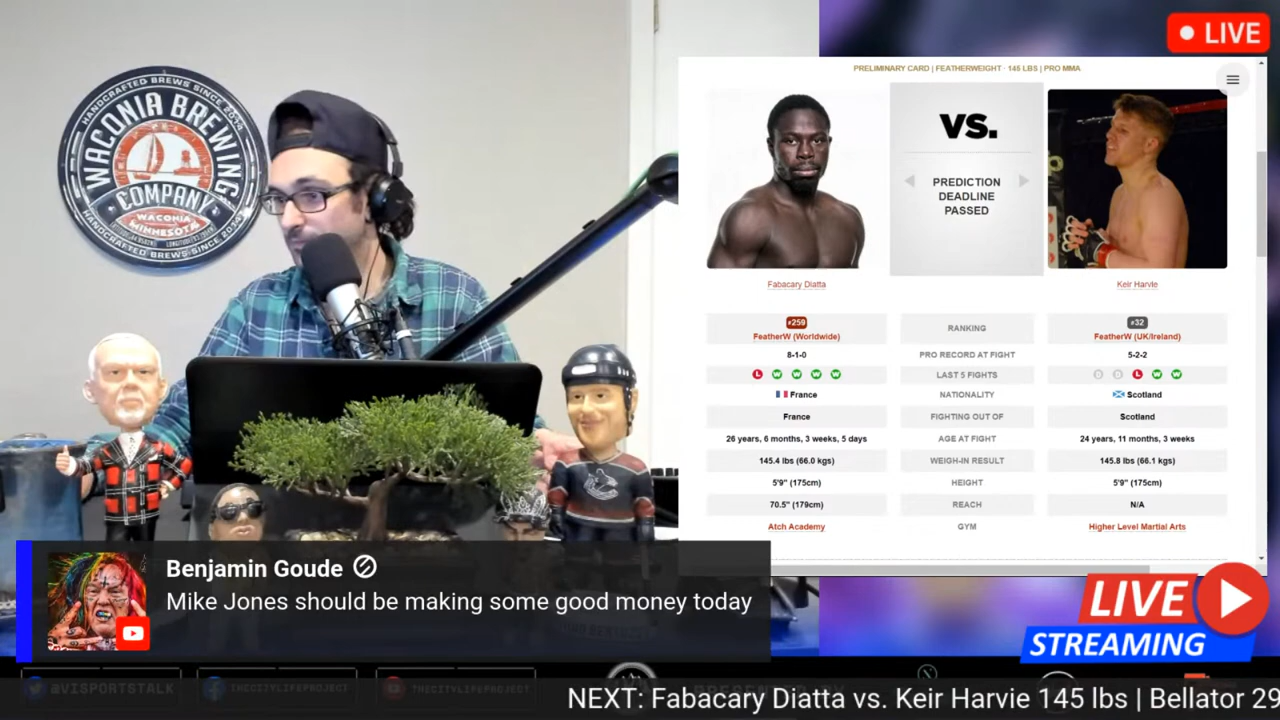 LIVE
HANDCRAFTED BREWS SINCE
WACONIA BREWING
COMPANY
WACONIA
MINNESOTA
HANDCRAFTED BREWS SINCE
PRELIMINARY CARD | FEATHERWEIGHT · 145 LBS | PRO MMA
VS.
PREDICTION
DEADLINE
PASSED
Fabacary Diatta Keir Harvie
#259 RANKING #32
FeatherW (Worldwide) FeatherW (UK/Ireland)
8-1-0 PRO RECORD AT FIGHT 5-2-2
L W W W W LAST 5 FIGHTS D D L W W
France NATIONALITY Scotland
France FIGHTING OUT OF Scotland
26 years, 6 months, 3 weeks, 5 days AGE AT FIGHT 24 years, 11 months, 3 weeks
145.4 lbs (66.0 kgs) WEIGH-IN RESULT 145.8 lbs (66.1 kgs)
5'9" (175cm) HEIGHT 5'9" (175cm)
70.5" (179cm) REACH N/A
Atch Academy GYM Higher Level Martial Arts
Benjamin Goude
Mike Jones should be making some good money today
LIVE
STREAMING
@VISPORTSTALK THECITYLIFEPROJECT THECITYLIFEPROJECT
NEXT: Fabacary Diatta vs. Keir Harvie 145 lbs | Bellator 29